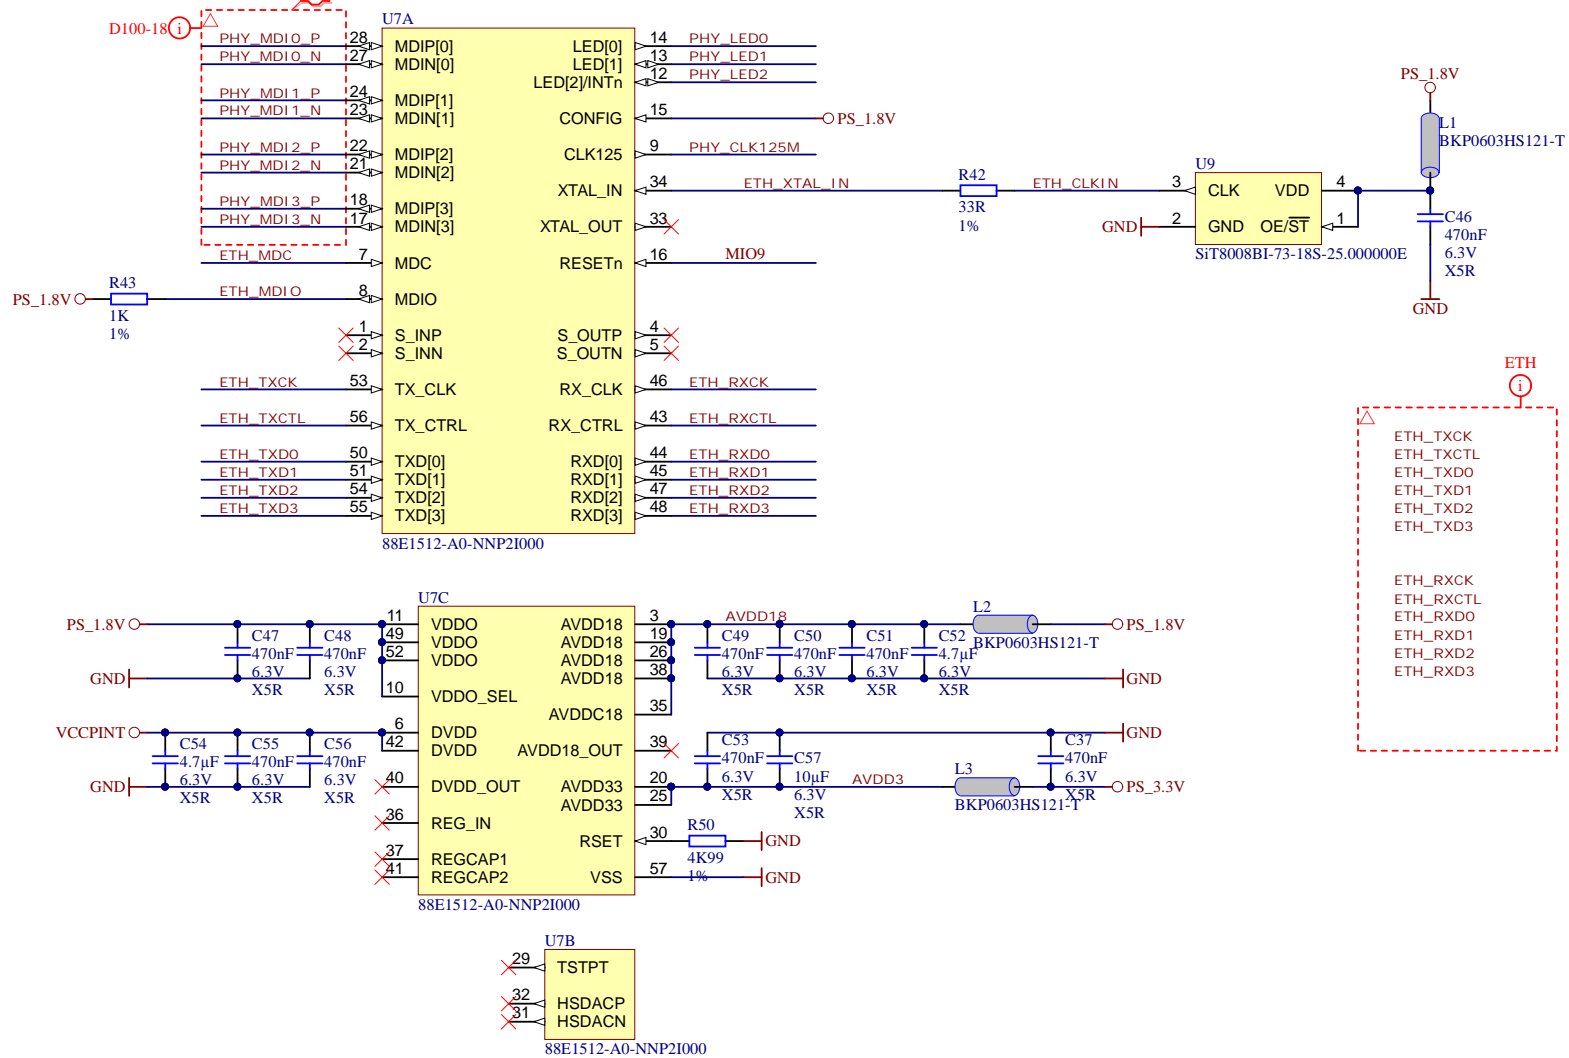 D100-18
i
U7A
PHY_MDI0_P 28 MDIP[0] LED[0] 14 PHY_LED0
PHY_MDI0_N 27 MDIN[0] LED[1] 13 PHY_LED1
LED[2]/INTn 12 PHY_LED2
PHY_MDI1_P 24 MDIP[1]
PHY_MDI1_N 23 MDIN[1] CONFIG 15 PS_1.8V
PHY_MDI2_P 22 MDIP[2] CLK125 9 PHY_CLK125M
PHY_MDI2_N 21 MDIN[2]
XTAL_IN 34 ETH_XTAL_IN
PHY_MDI3_P 18 MDIP[3]
PHY_MDI3_N 17 MDIN[3] XTAL_OUT 33
ETH_MDC 7 MDC RESETn 16 MIO9
PS_1.8V R43 ETH_MDIO 8 MDIO
1K
1%
1 S_INP S_OUTP 4
2 S_INN S_OUTN 5
ETH_TXCK 53 TX_CLK RX_CLK 46 ETH_RXCK
ETH_TXCTL 56 TX_CTRL RX_CTRL 43 ETH_RXCTL
ETH_TXD0 50 TXD[0] RXD[0] 44 ETH_RXD0
ETH_TXD1 51 TXD[1] RXD[1] 45 ETH_RXD1
ETH_TXD2 54 TXD[2] RXD[2] 47 ETH_RXD2
ETH_TXD3 55 TXD[3] RXD[3] 48 ETH_RXD3
88E1512-A0-NNP2I000
R42
33R
1%
ETH_CLKIN
U9
3 CLK VDD 4
GND 2 GND OE/ST 1
SiT8008BI-73-18S-25.000000E
PS_1.8V
L1
BKP0603HS121-T
C46
470nF
6.3V
X5R
GND
ETH
i
ETH_TXCK
ETH_TXCTL
ETH_TXD0
ETH_TXD1
ETH_TXD2
ETH_TXD3
ETH_RXCK
ETH_RXCTL
ETH_RXD0
ETH_RXD1
ETH_RXD2
ETH_RXD3
U7C
PS_1.8V 11 VDDO AVDD18 3 AVDD18 L2 PS_1.8V
49 VDDO AVDD18 19
52 VDDO AVDD18 26
AVDD18 38
10 VDDO_SEL AVDDC18 35
C47
470nF
6.3V
X5R
C48
470nF
6.3V
X5R
GND
C49
470nF
6.3V
X5R
C50
470nF
6.3V
X5R
C51
470nF
6.3V
X5R
C52
4.7µF
6.3V
X5R
BKP0603HS121-T
GND
VCCPINT 6 DVDD
42 DVDD AVDD18_OUT 39
C54
4.7µF
6.3V
X5R
C55
470nF
6.3V
X5R
C56
470nF
6.3V
X5R
GND
40 DVDD_OUT AVDD33 20 AVDD3 L3 PS_3.3V
AVDD33 25
BKP0603HS121-T
C53
470nF
6.3V
X5R
C57
10µF
6.3V
X5R
C37
470nF
6.3V
X5R
GND
36 REG_IN RSET 30 R50 GND
4K99
1%
37 REGCAP1
41 REGCAP2 VSS 57 GND
88E1512-A0-NNP2I000
U7B
29 TSTPT
32 HSDACP
31 HSDACN
88E1512-A0-NNP2I000